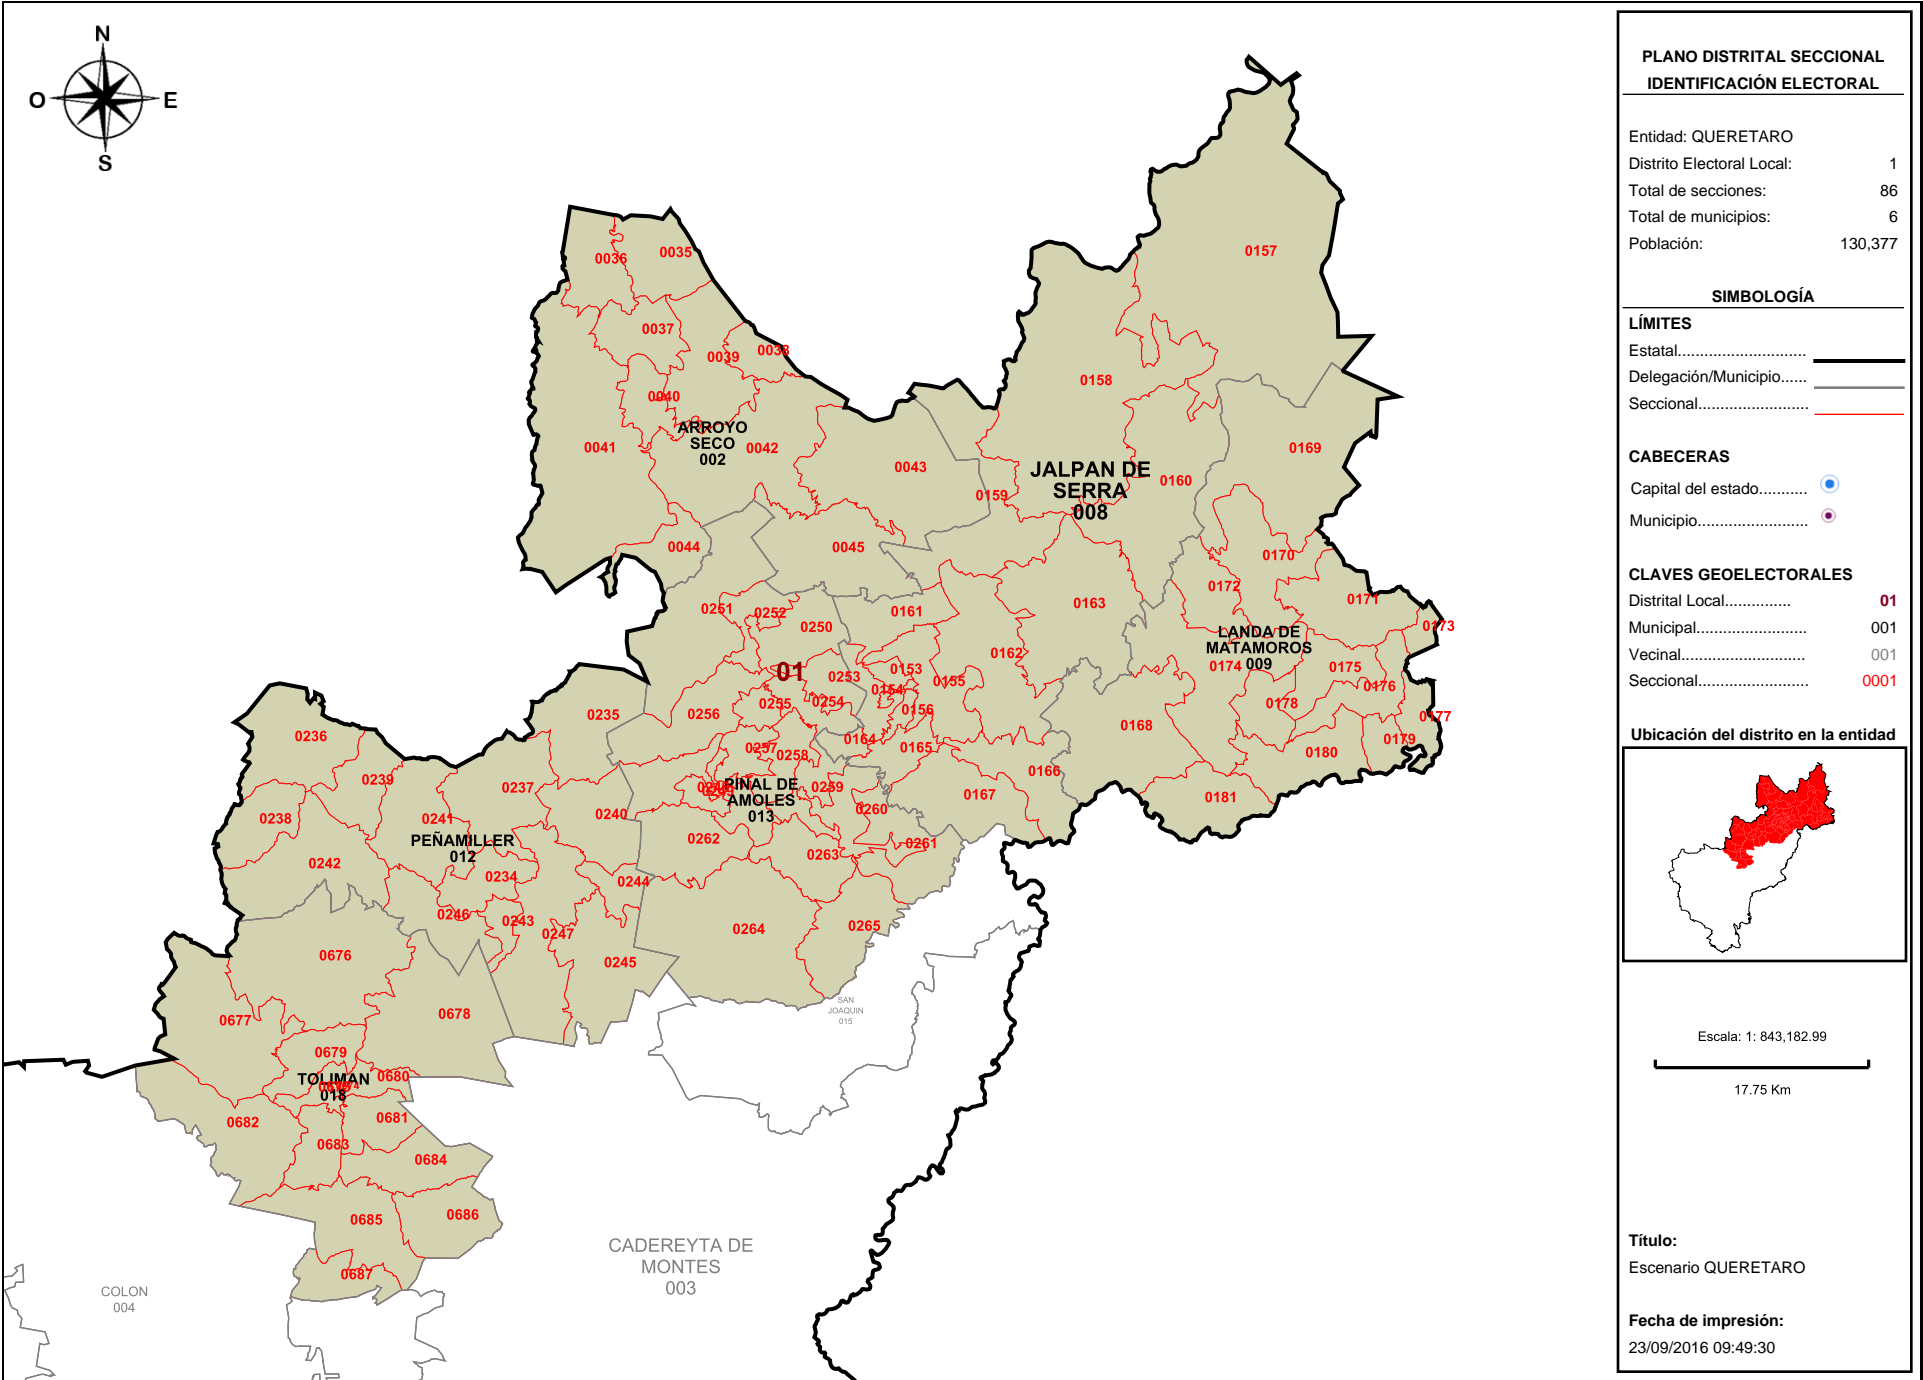 N
O
E
S
PLANO DISTRITAL SECCIONAL
IDENTIFICACIÓN ELECTORAL
Entidad: QUERETARO
Distrito Electoral Local: 1
Total de secciones: 86
Total de municipios: 6
Población: 130,377
SIMBOLOGÍA
LÍMITES
Estatal.............................
Delegación/Municipio......
Seccional.........................
CABECERAS
Capital del estado...........
Municipio.........................
CLAVES GEOELECTORALES
Distrital Local............... 01
Municipal......................... 001
Vecinal............................ 001
Seccional......................... 0001
Ubicación del distrito en la entidad
Escala: 1: 843,182.99
17.75 Km
Título:
Escenario QUERETARO
Fecha de impresión:
23/09/2016 09:49:30
0157
0036
0035
0037
0039
0038
0158
0040
ARROYO
SECO
002
0041
0042
0043
0169
JALPAN DE
SERRA
008
0159
0160
0044
0045
0170
0172
0171
0251
0252
0250
0161
0163
0173
LANDA DE
MATAMOROS
009
0162
0174
0175
0176
01
0153
0253
0154
0155
0156
0254
0255
0256
0235
0178
0168
0177
0236
0164
0165
0257
0258
0180
0179
0239
0237
0166
0259
0167
0181
PINAL DE
AMOLES
013
0260
0238
0241
0240
PEÑAMILLER
012
0262
0263
0261
0242
0234
0244
0246
0243
0247
0264
0265
0676
0245
SAN
JOAQUIN
015
0677
0678
0679
TOLIMAN
018
0680
0682
0681
0683
0684
0685
0686
0687
CADEREYTA DE
MONTES
003
COLON
004